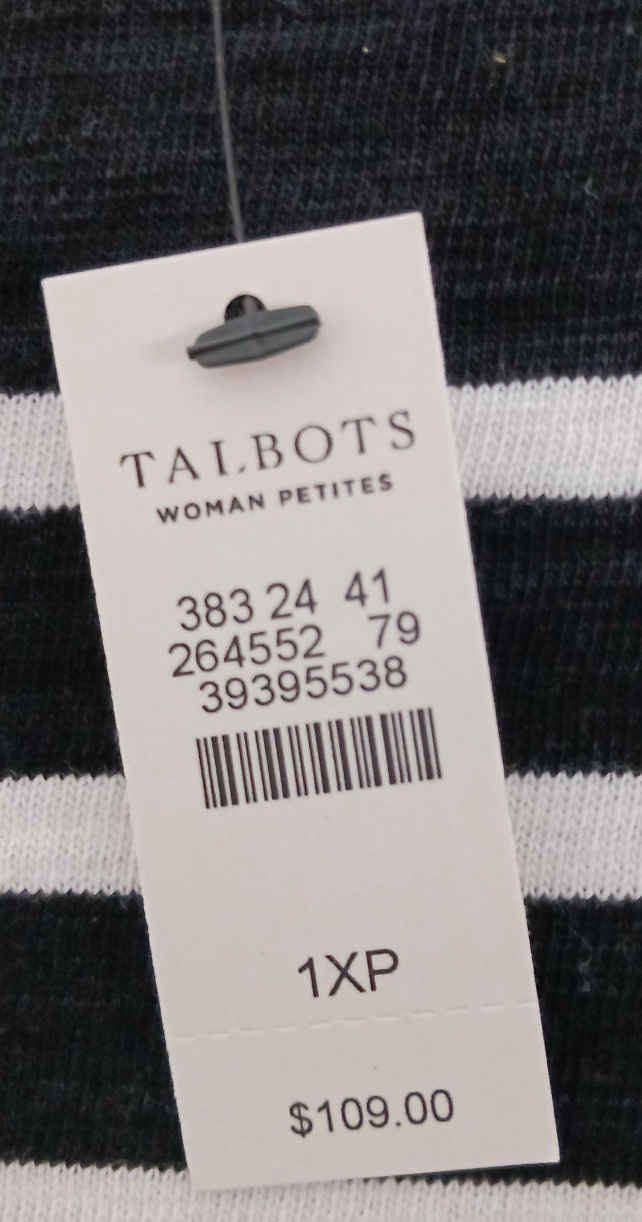 TALBOTS
WOMAN PETITES
383 24 41
264552 79
39395538
1XP
$109.00